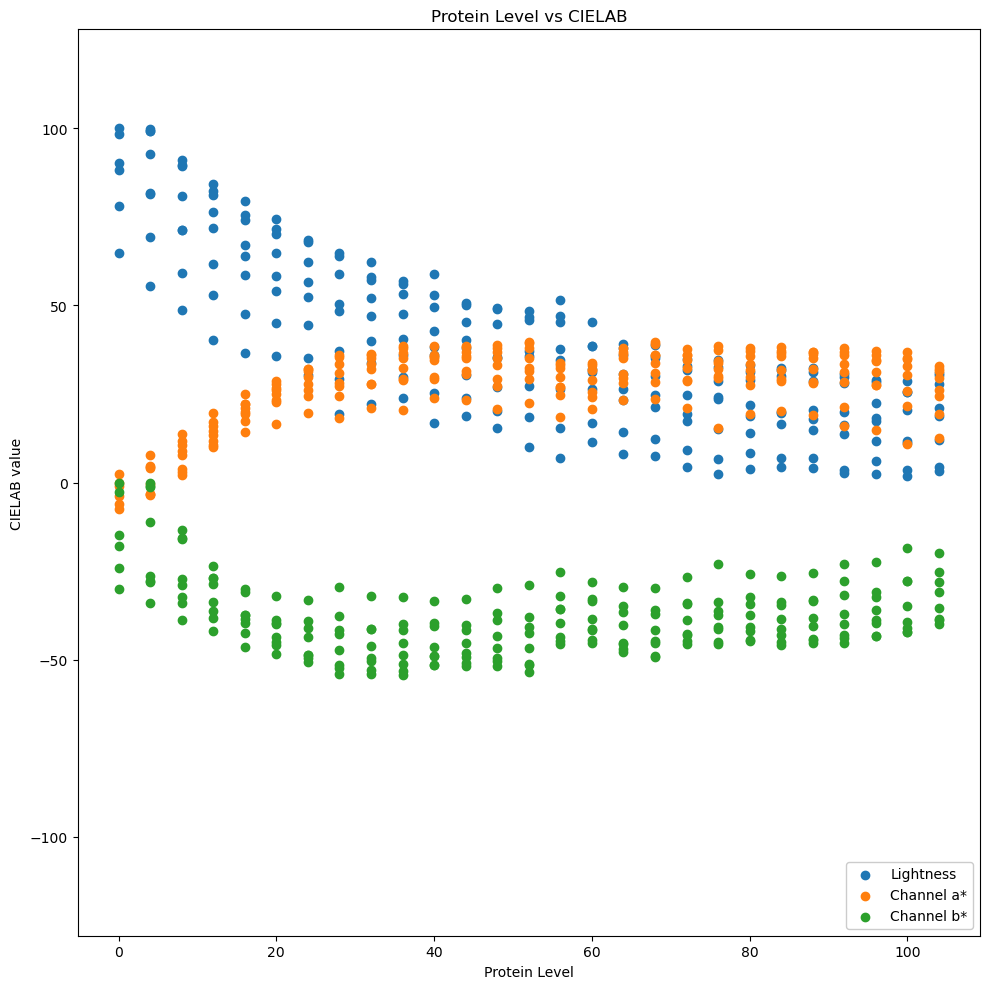 Protein Level vs CIELAB
CIELAB value
100
50
0
−50
−100
0 20 40 60 80 100
Protein Level
Lightness
Channel a*
Channel b*